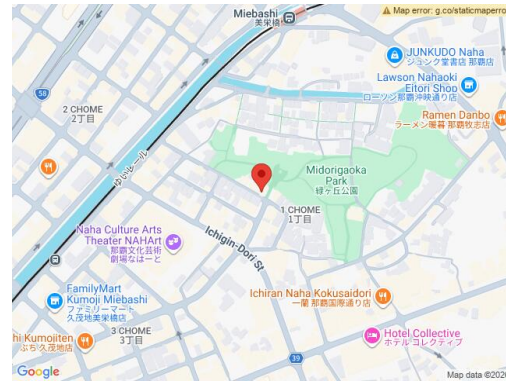 Miebashi
美栄橋
Map error: g.co/staticmaperro
JUNKUDO Naha
ジュンク堂書店 那覇店
58
Lawson Nahaoki
Eitori Shop
ローソン那覇沖映通り店
2 CHOME
2丁目
Ramen Danbo
ラーメン暖暮 那覇牧志店
ゆいレール
Midorigaoka
Park
緑ヶ丘公園
1 CHOME
1丁目
Naha Culture Arts
Theater NAHArt
那覇文化芸術
劇場なはーと
Ichigin-Dori St
FamilyMart
Kumoji Miebashi
ファミリーマート
久茂地美栄橋店
Ichiran Naha Kokusaidori
一蘭 那覇国際通り店
3 CHOME
3丁目
hi Kumojiten
ぶち 久茂地店
Hotel Collective
ホテル コレクティブ
39
Google
Map data ©2026